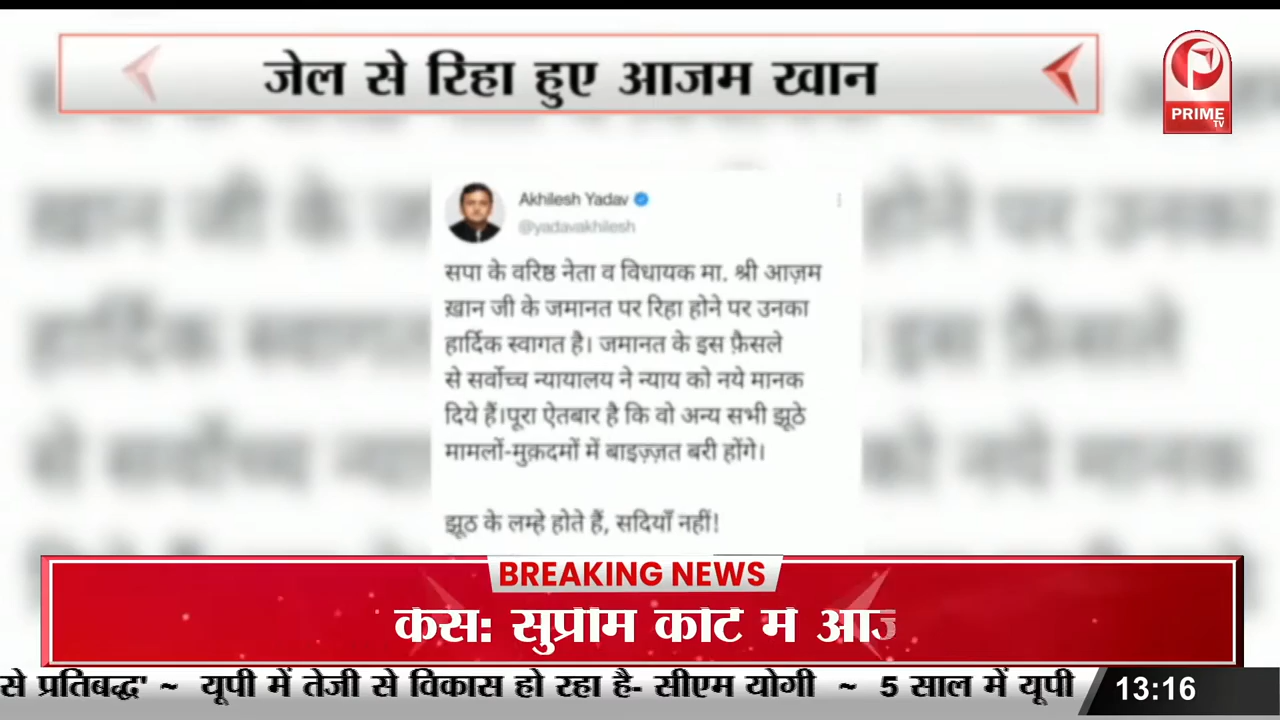 जेल से रिहा हुए आजम खान
PRIME
TV
Akhilesh Yadav
@yadavakhilesh
सपा के वरिष्ठ नेता व विधायक मा. श्री आज़म
ख़ान जी के जमानत पर रिहा होने पर उनका
हार्दिक स्वागत है। जमानत के इस फ़ैसले
से सर्वोच्च न्यायालय ने न्याय को नये मानक
दिये हैं।पूरा ऐतबार है कि वो अन्य सभी झूठे
मामलों-मुक़दमों में बाइज़्ज़त बरी होंगे।
झूठ के लम्हे होते हैं, सदियाँ नहीं!
BREAKING NEWS
केस: सुप्रीम कोर्ट में
से प्रतिबद्ध' ~ यूपी में तेजी से विकास हो रहा है- सीएम योगी ~ 5 साल में यूपी
13:16